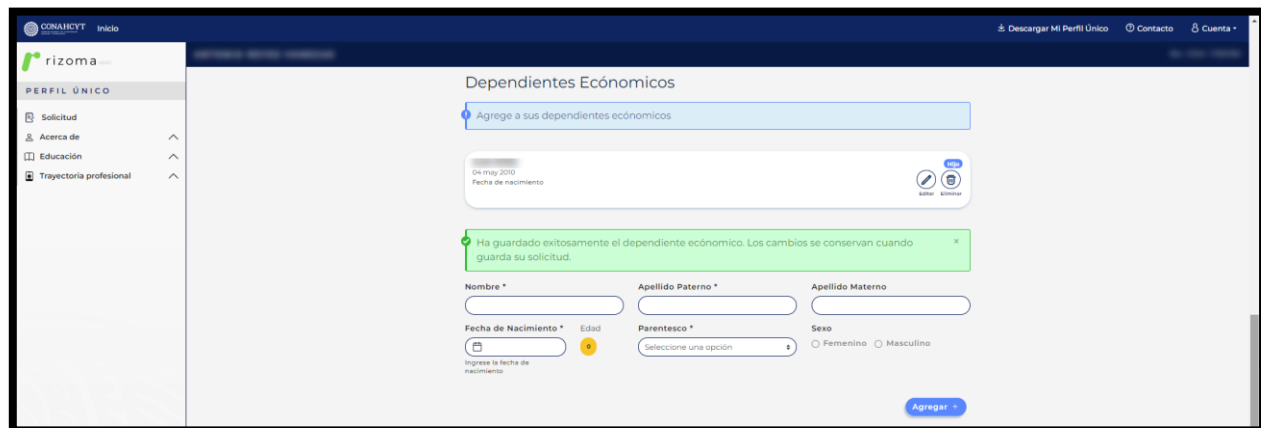 CONAHCYT Inicio
Descargar Mi Perfil Único Contacto Cuenta
rizoma
PERFIL ÚNICO
Solicitud
Acerca de
Educación
Trayectoria profesional
Dependientes Ecónomicos
Agrege a sus dependientes ecónomicos
Hijo
04 may 2010
Fecha de nacimiento
Editar Eliminar
Ha guardado exitosamente el dependiente ecónomico. Los cambios se conservan cuando
guarda su solicitud.
Nombre * Apellido Paterno * Apellido Materno
Fecha de Nacimiento * Edad Parentesco * Sexo
0 Seleccione una opción Femenino Masculino
Ingrese la fecha de
nacimiento
Agregar +